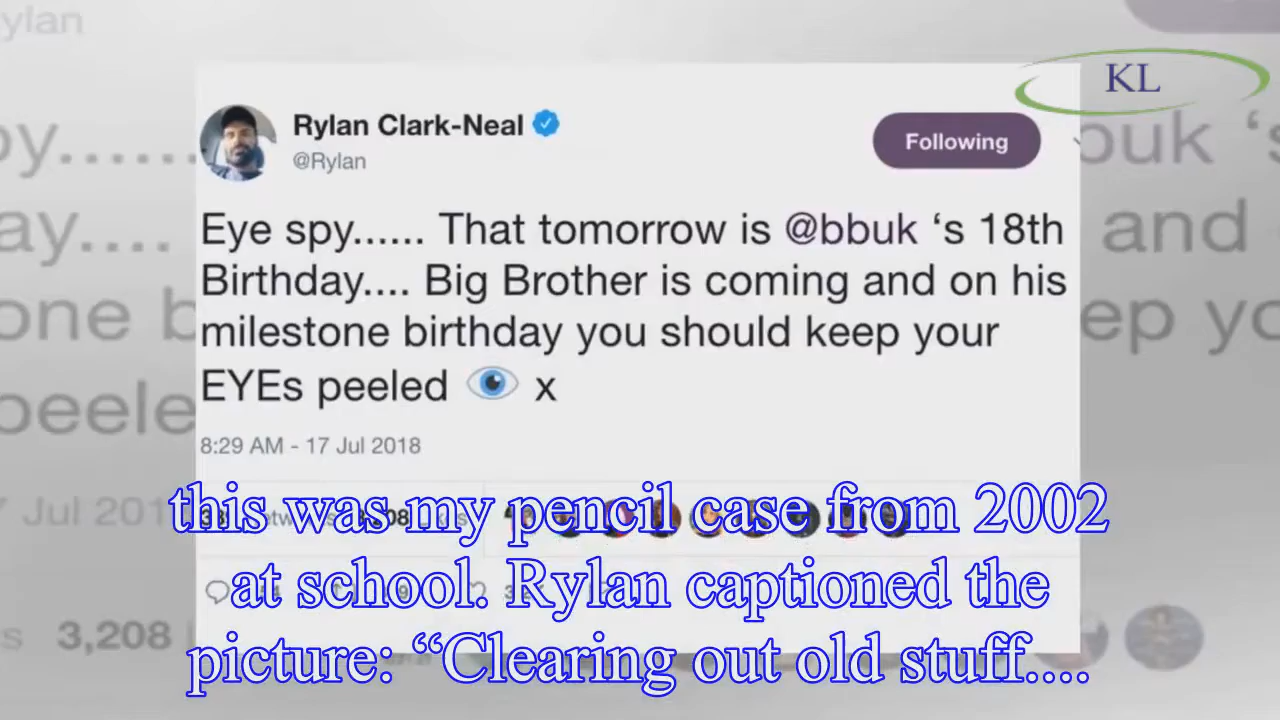 KL
Rylan Clark-Neal
@Rylan
Following
Eye spy...... That tomorrow is @bbuk ‘s 18th
Birthday.... Big Brother is coming and on his
milestone birthday you should keep your
EYEs peeled 👁 x
8:29 AM - 17 Jul 2018
this was my pencil case from 2002
at school. Rylan captioned the
picture: “Clearing out old stuff....
3,208